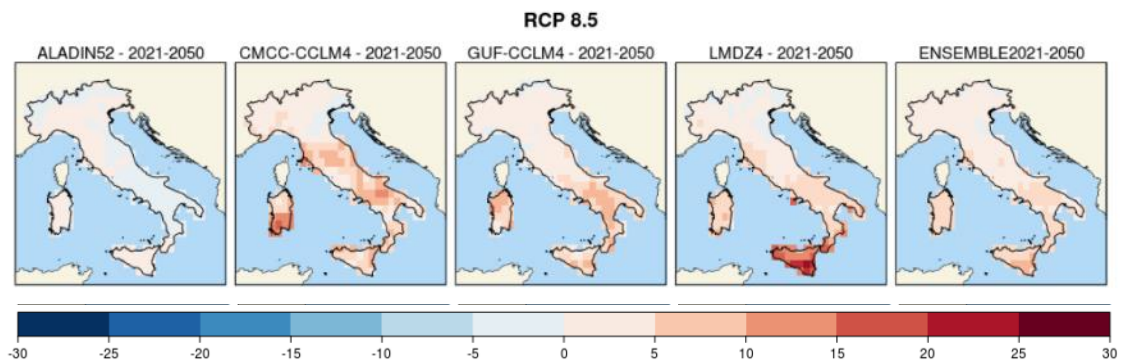 RCP 8.5
ALADIN52 - 2021-2050 CMCC-CCLM4 - 2021-2050 GUF-CCLM4 - 2021-2050 LMDZ4 - 2021-2050 ENSEMBLE2021-2050
-30 -25 -20 -15 -10 -5 0 5 10 15 20 25 30